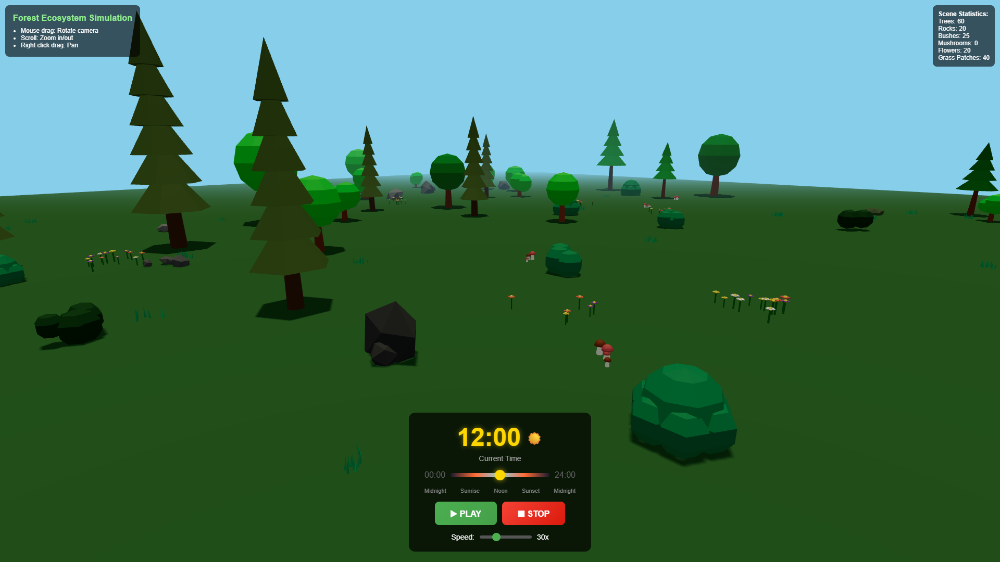 Forest Ecosystem Simulation
Mouse drag: Rotate camera
Scroll: Zoom in/out
Right click drag: Pan
Scene Statistics:
Trees: 60
Rocks: 20
Bushes: 25
Mushrooms: 0
Flowers: 20
Grass Patches: 40
12:00
Current Time
00:00 24:00
Midnight Sunrise Noon Sunset Midnight
PLAY STOP
Speed: 30x